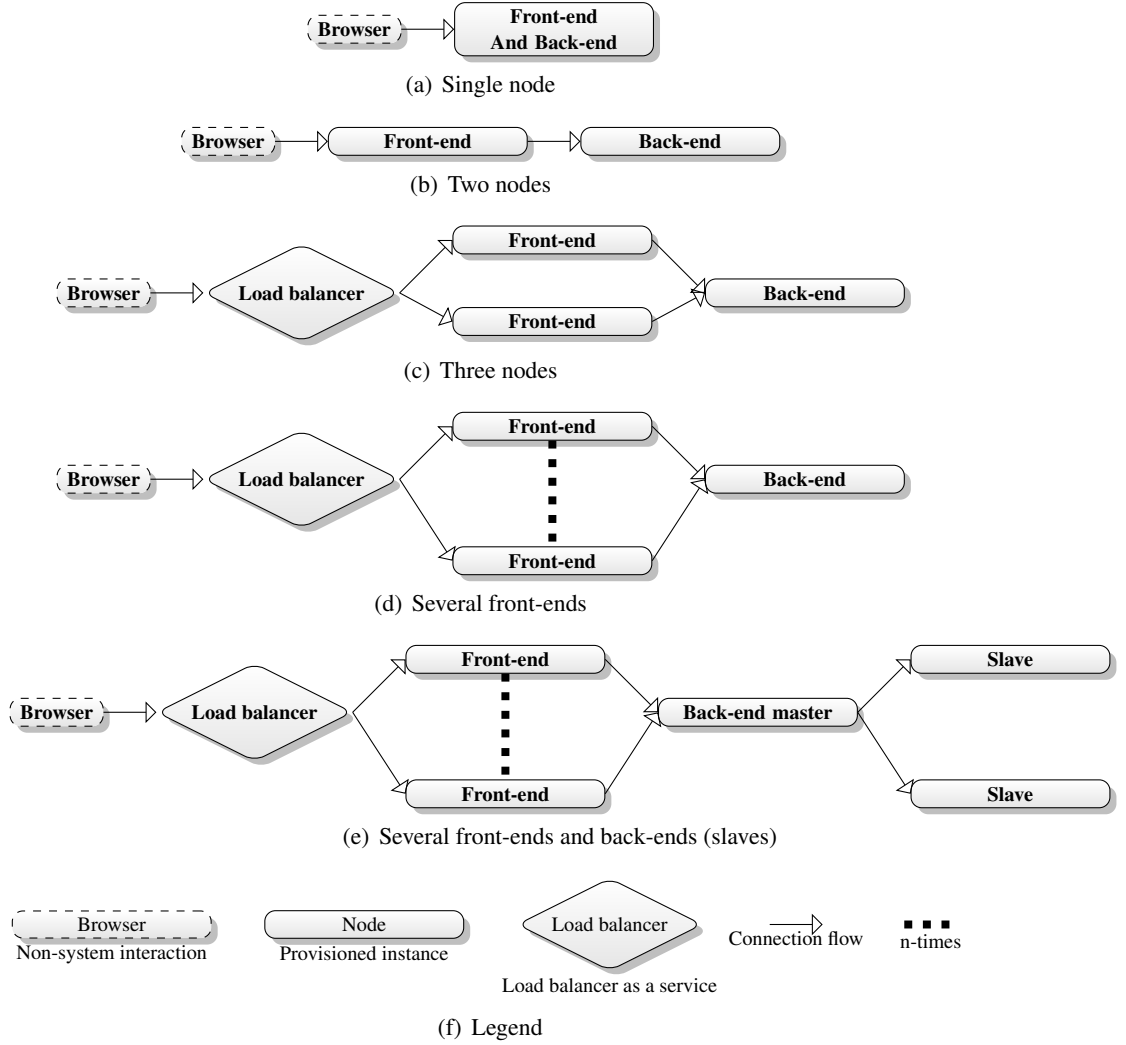 Browser
Front-end
And Back-end
(a) Single node
Browser
Front-end
Back-end
(b) Two nodes
Browser
Load balancer
Front-end
Front-end
Back-end
(c) Three nodes
Browser
Load balancer
Front-end
Front-end
Back-end
(d) Several front-ends
Browser
Load balancer
Front-end
Front-end
Back-end master
Slave
Slave
(e) Several front-ends and back-ends (slaves)
Browser
Non-system interaction
Node
Provisioned instance
Load balancer
Load balancer as a service
Connection flow
n-times
(f) Legend